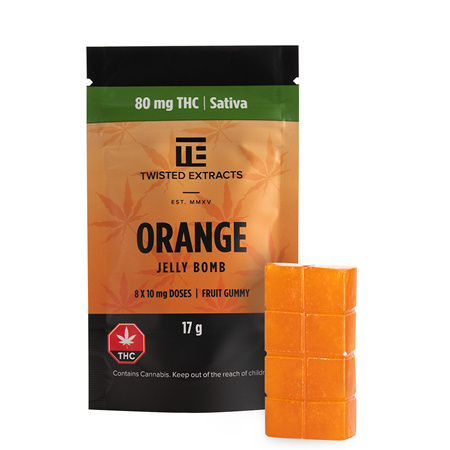 80 mg THC | Sativa
TE
TWISTED EXTRACTS
EST. MMXV
ORANGE
JELLY BOMB
8 X 10 mg DOSES | FRUIT GUMMY
17 g
THC
Contains Cannabis. Keep out of the reach of childre